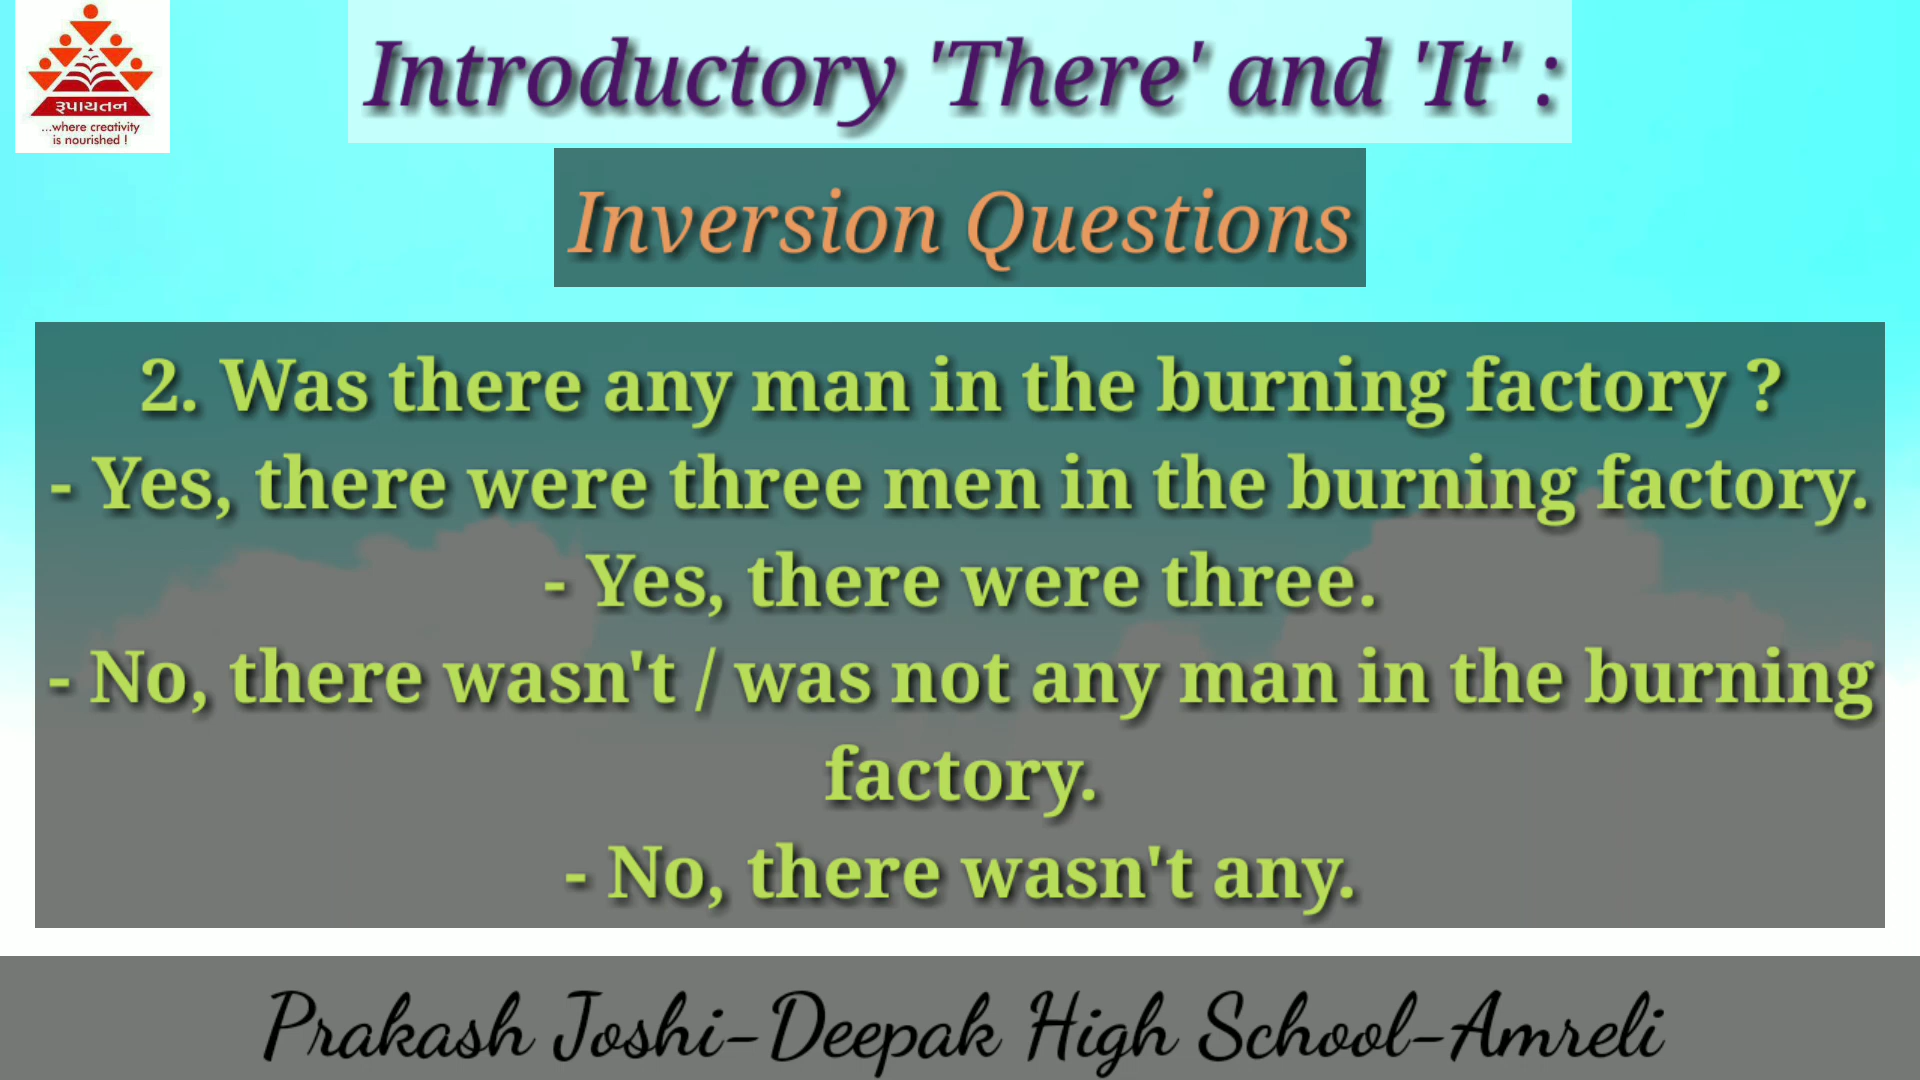 રૂપાયતન
...where creativity
is nourished !
Introductory 'There' and 'It' :
Inversion Questions
2. Was there any man in the burning factory ?
- Yes, there were three men in the burning factory.
- Yes, there were three.
- No, there wasn't / was not any man in the burning
factory.
- No, there wasn't any.
Prakash Joshi-Deepak High School-Amreli